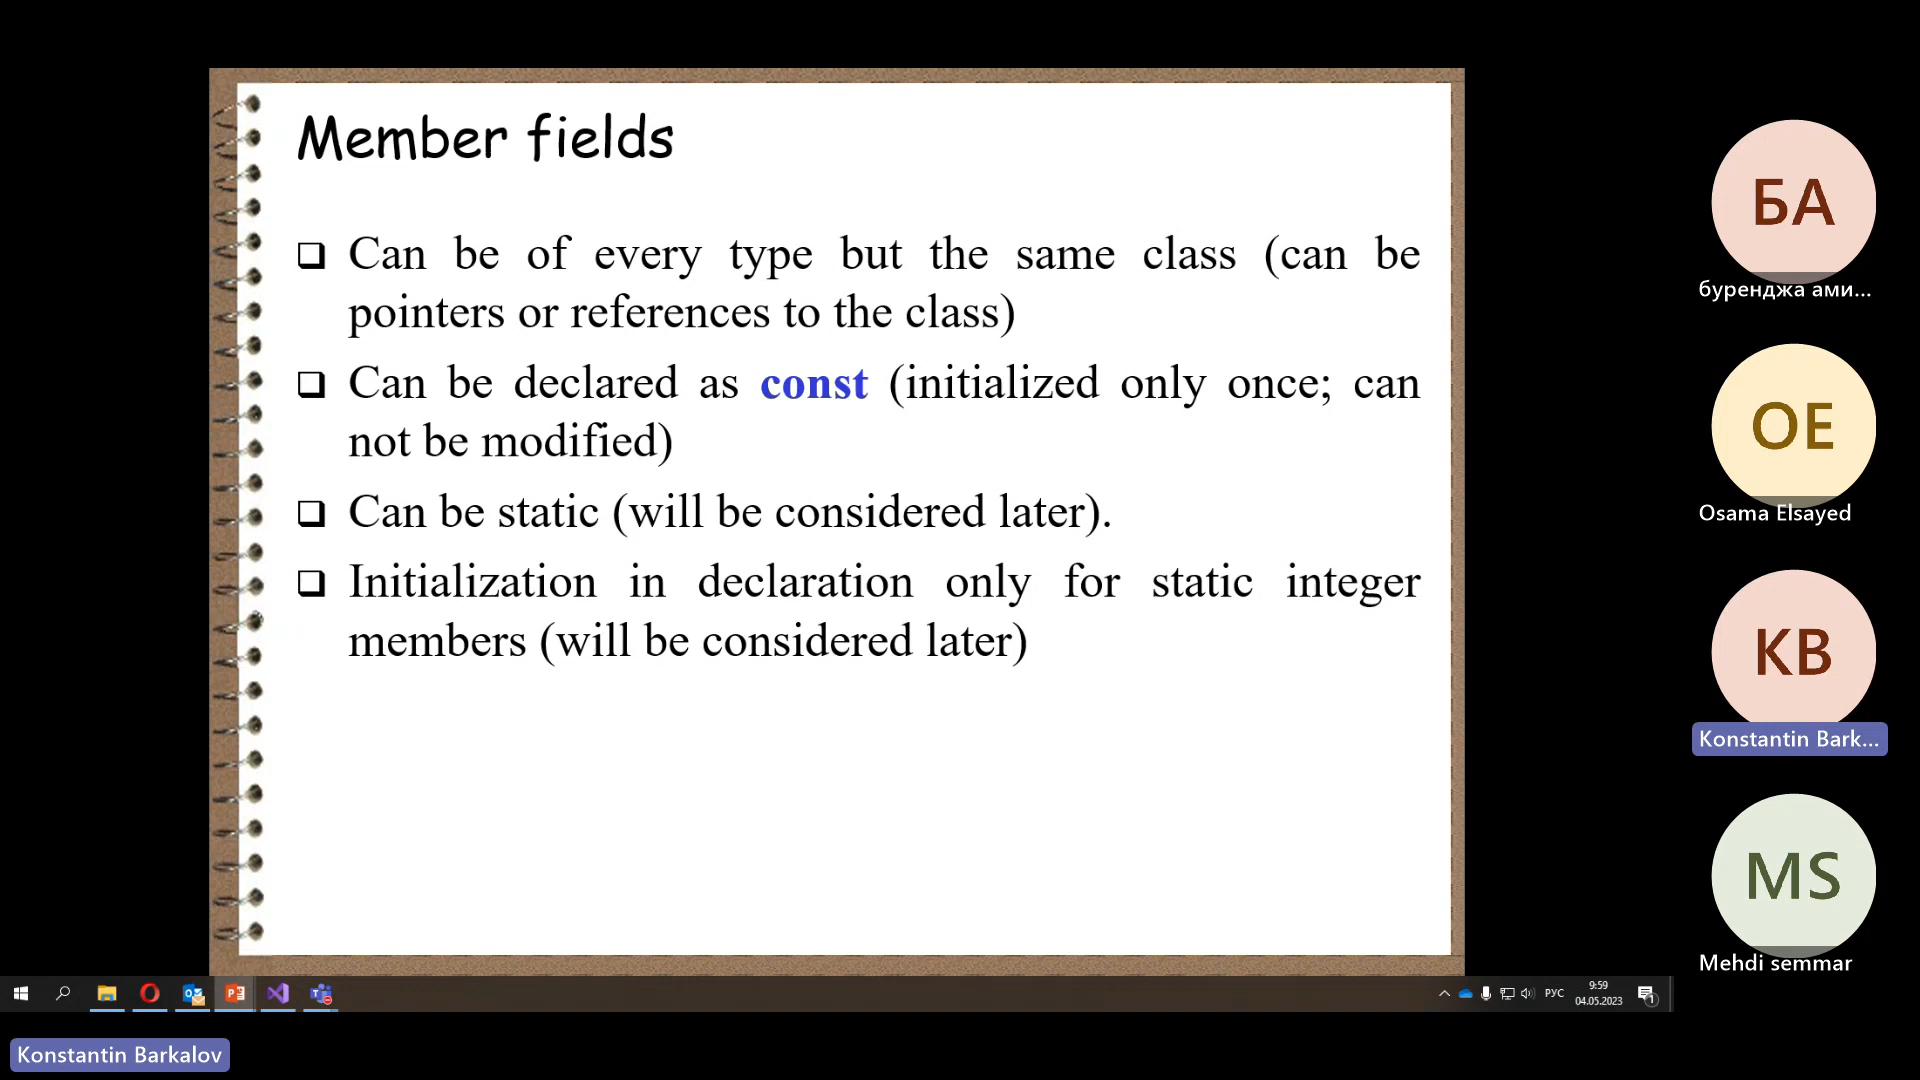 Member fields
Can be of every type but the same class (can be
pointers or references to the class)
Can be declared as const (initialized only once; can
not be modified)
Can be static (will be considered later).
Initialization in declaration only for static integer
members (will be considered later)
БА
буренджа ами...
OE
Osama Elsayed
KB
Konstantin Bark...
MS
Mehdi semmar
РУС
9:59
04.05.2023
1
Konstantin Barkalov